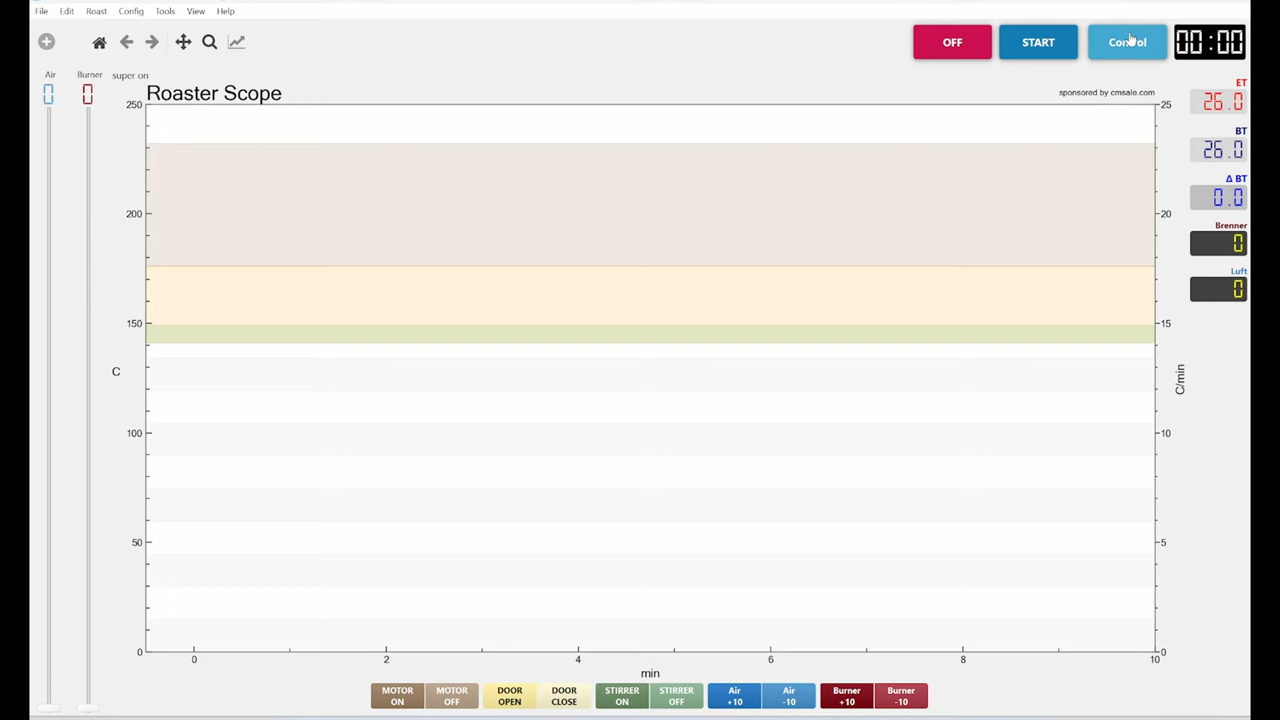 File Edit Roast Config Tools View Help
OFF START Control 00:00
Air Burner super on
0 0
Roaster Scope
sponsored by cmsale.com
250
200
150
100
50
0
C
25
20
15
10
5
0
C/min
0 2 4 6 8 10
min
ET
26.0
BT
26.0
Δ BT
0.0
Brenner
0
Luft
0
MOTOR ON
MOTOR OFF
DOOR OPEN
DOOR CLOSE
STIRRER ON
STIRRER OFF
Air +10
Air -10
Burner +10
Burner -10